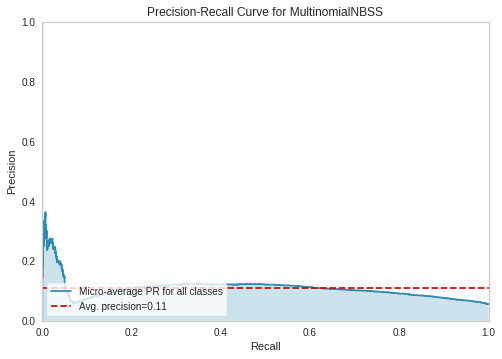 Precision-Recall Curve for MultinomialNBSS
1.0
0.8
0.6
0.4
0.2
0.0
Precision
Micro-average PR for all classes
Avg. precision=0.11
0.0 0.2 0.4 0.6 0.8 1.0
Recall